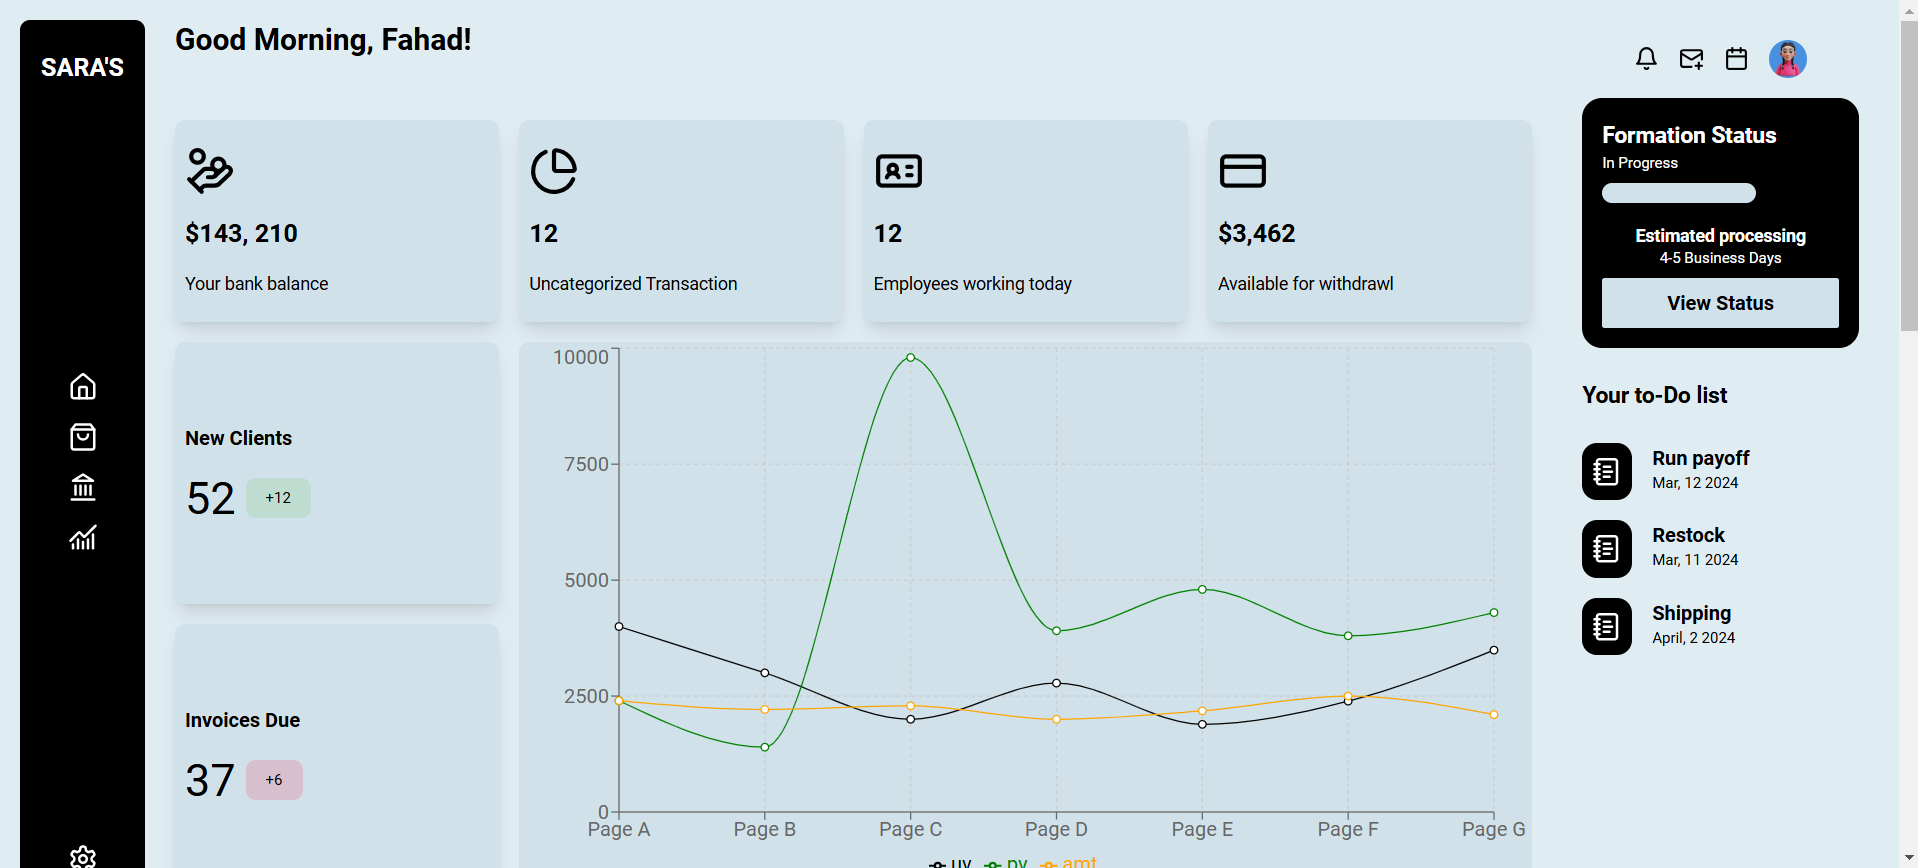 SARA'S
Good Morning, Fahad!
$143, 210
Your bank balance
12
Uncategorized Transaction
12
Employees working today
$3,462
Available for withdrawl
New Clients
52 +12
Invoices Due
37 +6
10000
7500
5000
2500
0
Page A Page B Page C Page D Page E Page F Page G
uv pv amt
Formation Status
In Progress
Estimated processing
4-5 Business Days
View Status
Your to-Do list
Run payoff
Mar, 12 2024
Restock
Mar, 11 2024
Shipping
April, 2 2024